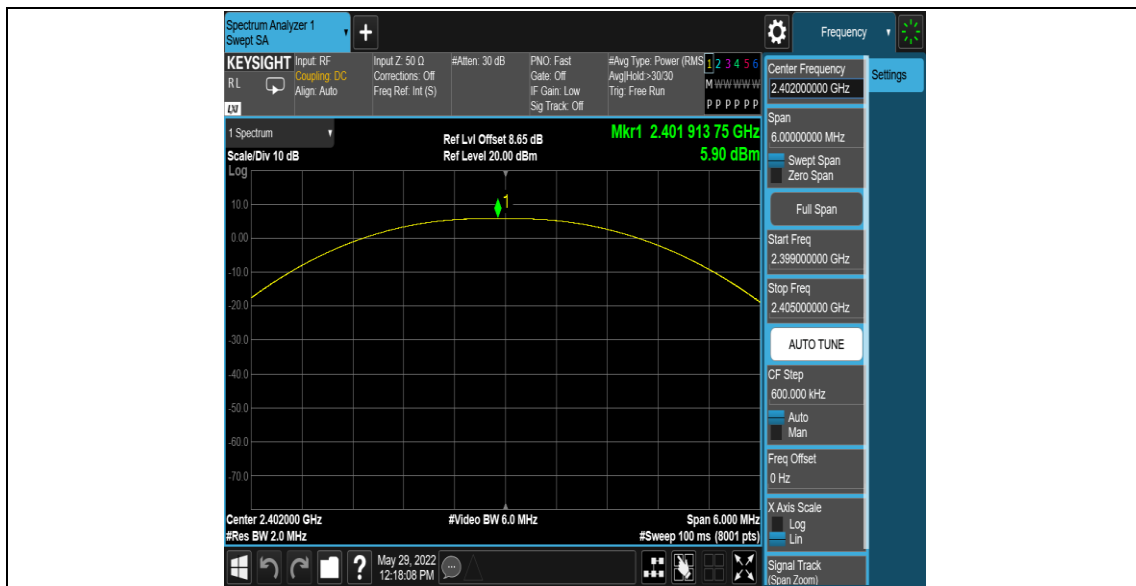 Spectrum Analyzer 1
Swept SA
+
Frequency
KEYSIGHT
RL
LXI
Input: RF
Coupling: DC
Align: Auto
Input Z: 50 Ω
Corrections: Off
Freq Ref: Int (S)
#Atten: 30 dB
PNO: Fast
Gate: Off
IF Gain: Low
Sig Track: Off
#Avg Type: Power (RMS
Avg|Hold:>30/30
Trig: Free Run
1 2 3 4 5 6
M W W W W W
P P P P P P
Center Frequency
2.402000000 GHz
Settings
1 Spectrum
Scale/Div 10 dB
Log
Ref Lvl Offset 8.65 dB
Ref Level 20.00 dBm
Mkr1 2.401 913 75 GHz
5.90 dBm
1
10.0
0.00
-10.0
-20.0
-30.0
-40.0
-50.0
-60.0
-70.0
Center 2.402000 GHz
#Res BW 2.0 MHz
#Video BW 6.0 MHz
Span 6.000 MHz
#Sweep 100 ms (8001 pts)
Span
6.00000000 MHz
Swept Span
Zero Span
Full Span
Start Freq
2.399000000 GHz
Stop Freq
2.405000000 GHz
AUTO TUNE
CF Step
600.000 kHz
Auto
Man
Freq Offset
0 Hz
X Axis Scale
Log
Lin
Signal Track
(Span Zoom)
?
May 29, 2022
12:18:08 PM